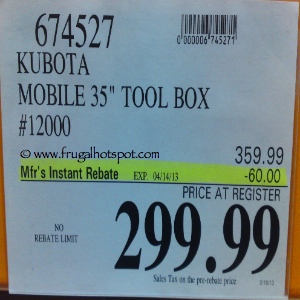 674527
0000006745271
KUBOTA
MOBILE 35" TOOL BOX
#12000
www.frugalhotspot.com
359.99
Mfr's Instant Rebate EXP. 04/14/13 -60.00
PRICE AT REGISTER
NO
REBATE LIMIT
299.99
Sales Tax on the pre-rebate price